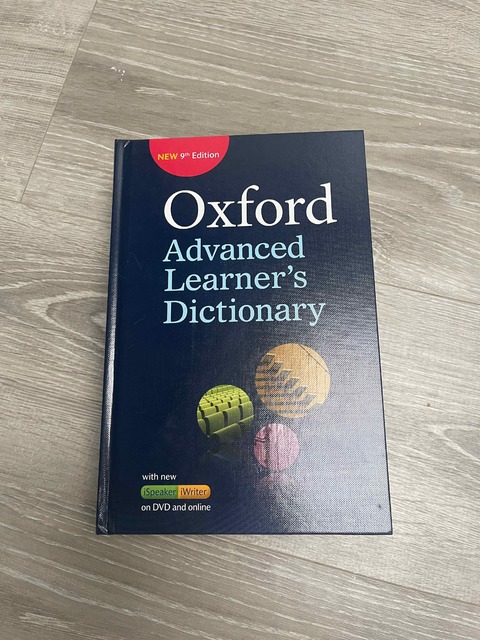 NEW 9th Edition
Oxford
Advanced
Learner's
Dictionary
with new
iSpeaker iWriter
on DVD and online